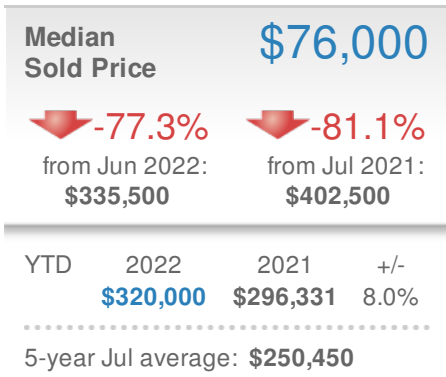 Median $76,000
Sold Price
-77.3% -81.1%
from Jun 2022: from Jul 2021:
$335,500 $402,500
YTD 2022 2021 +/-
$320,000 $296,331 8.0%
5-year Jul average: $250,450